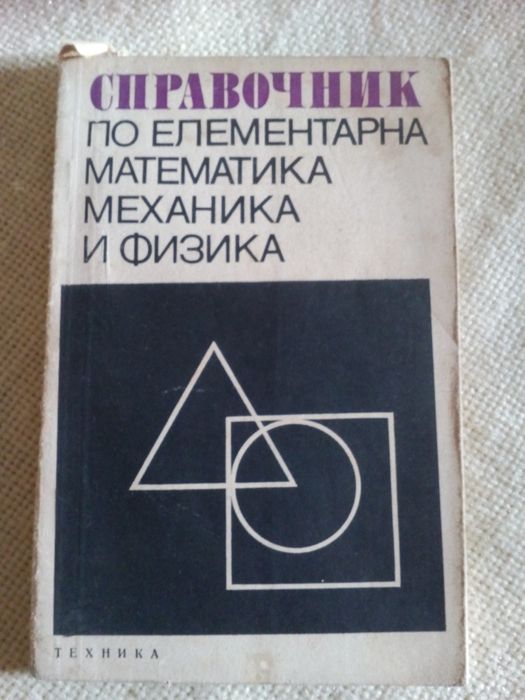 СПРАВОЧНИК
ПО ЕЛЕМЕНТАРНА
МАТЕМАТИКА
МЕХАНИКА
И ФИЗИКА
ТЕХНИКА